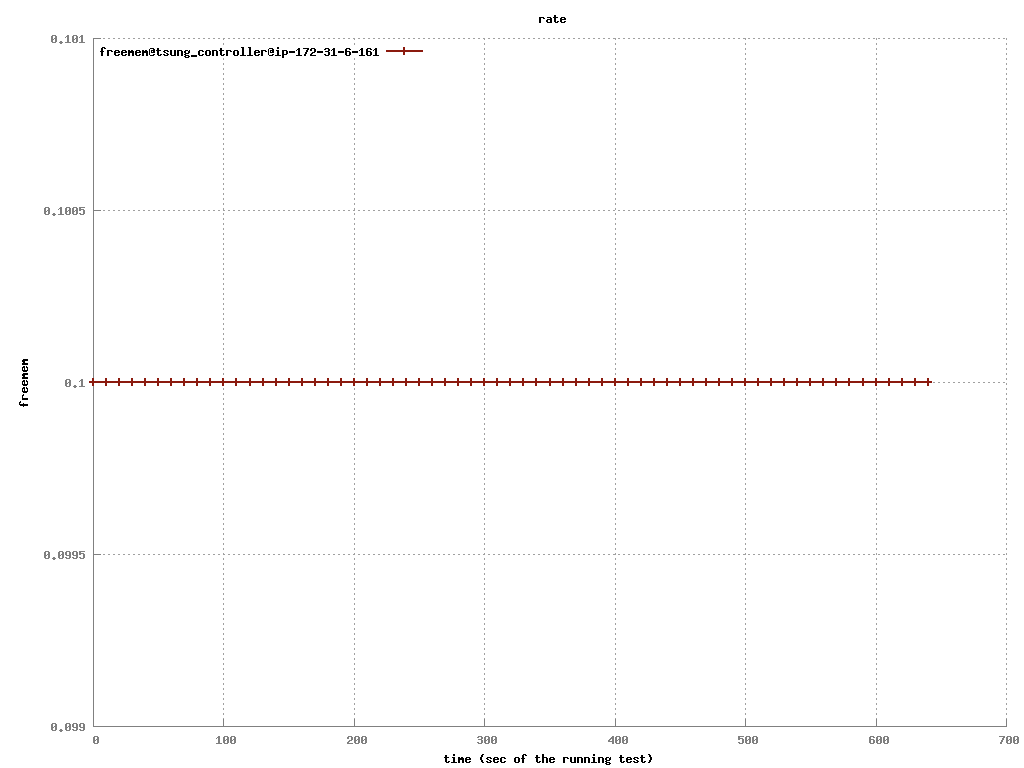 rate
0.101
freemem@tsung_controller@ip-172-31-6-161
0.1005
freemem
0.1
0.0995
0.099
0 100 200 300 400 500 600 700
time (sec of the running test)